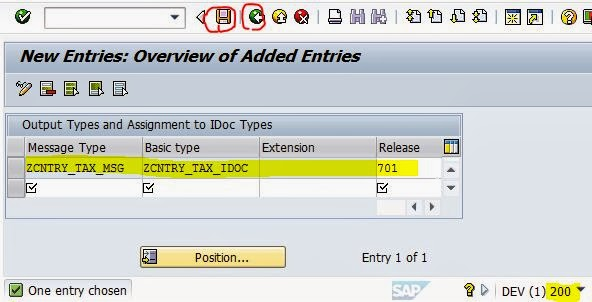 New Entries: Overview of Added Entries
Output Types and Assignment to IDoc Types
Message Type Basic type Extension Release
ZCNTRY_TAX_MSG ZCNTRY_TAX_IDOC 701
Position... Entry 1 of 1
One entry chosen SAP DEV (1) 200